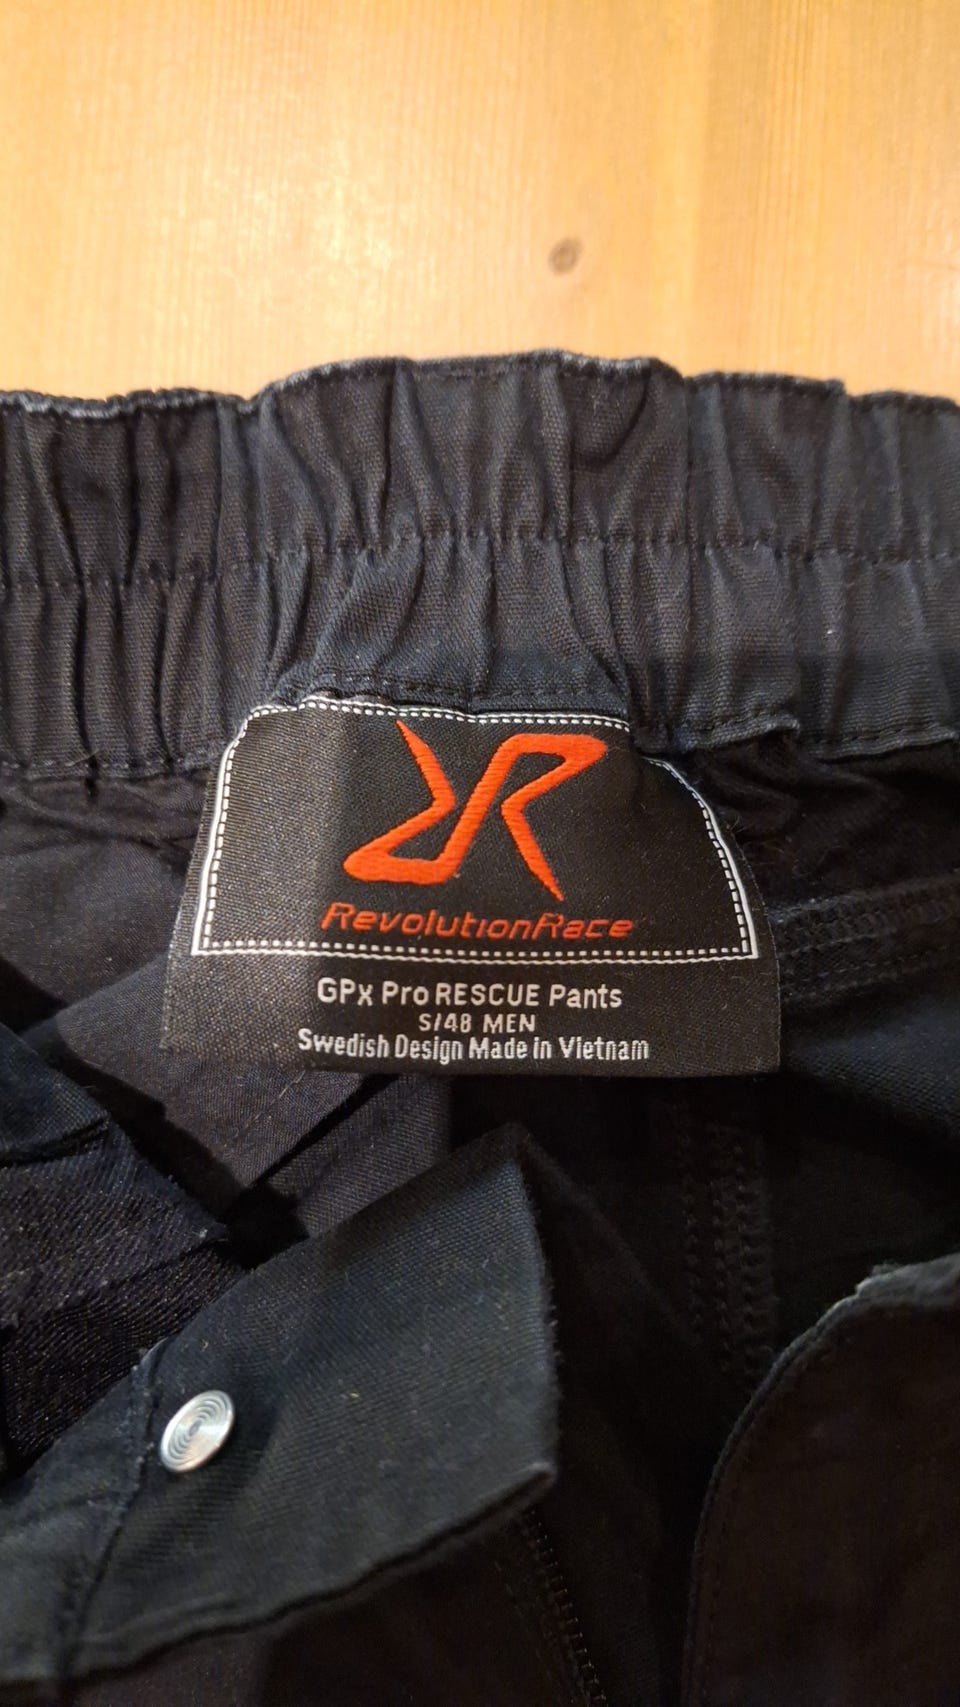 RevolutionRace
GPx Pro RESCUE Pants
S/48 MEN
Swedish Design Made in Vietnam